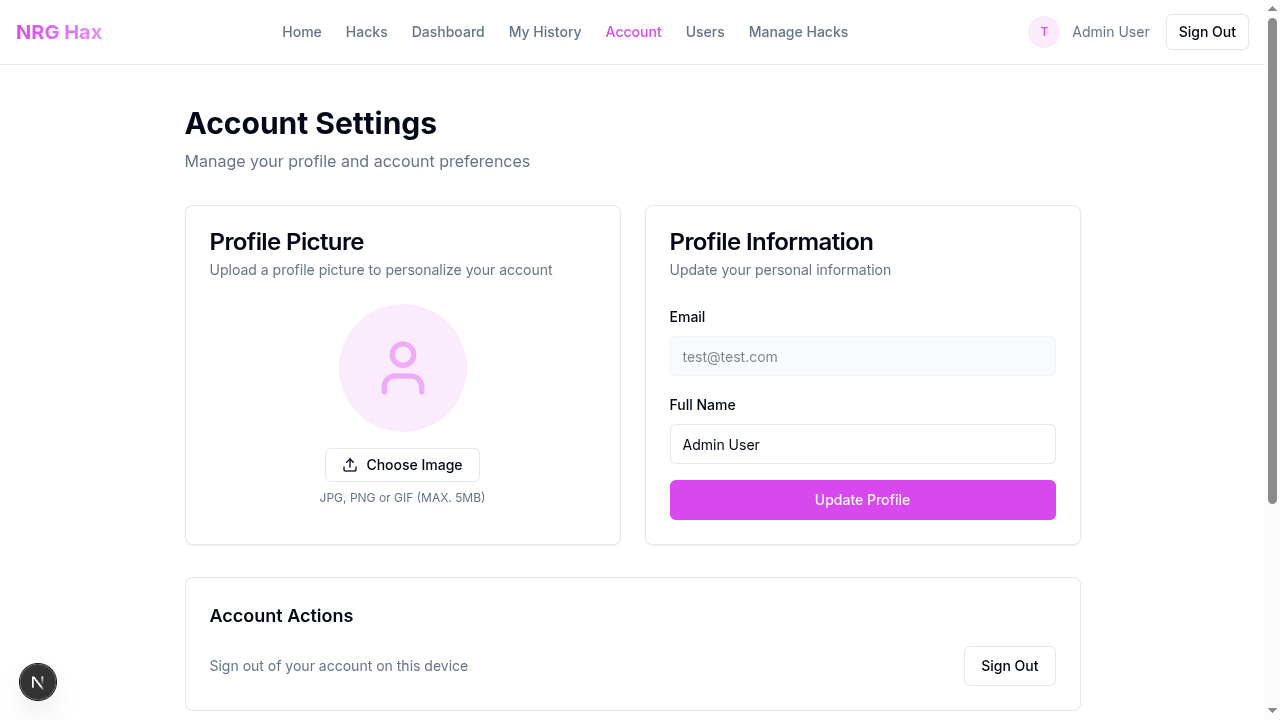 NRG Hax
Home Hacks Dashboard My History Account Users Manage Hacks
T Admin User Sign Out
Account Settings
Manage your profile and account preferences
Profile Picture
Upload a profile picture to personalize your account
Choose Image
JPG, PNG or GIF (MAX. 5MB)
Profile Information
Update your personal information
Email
test@test.com
Full Name
Admin User
Update Profile
Account Actions
Sign out of your account on this device
Sign Out
N